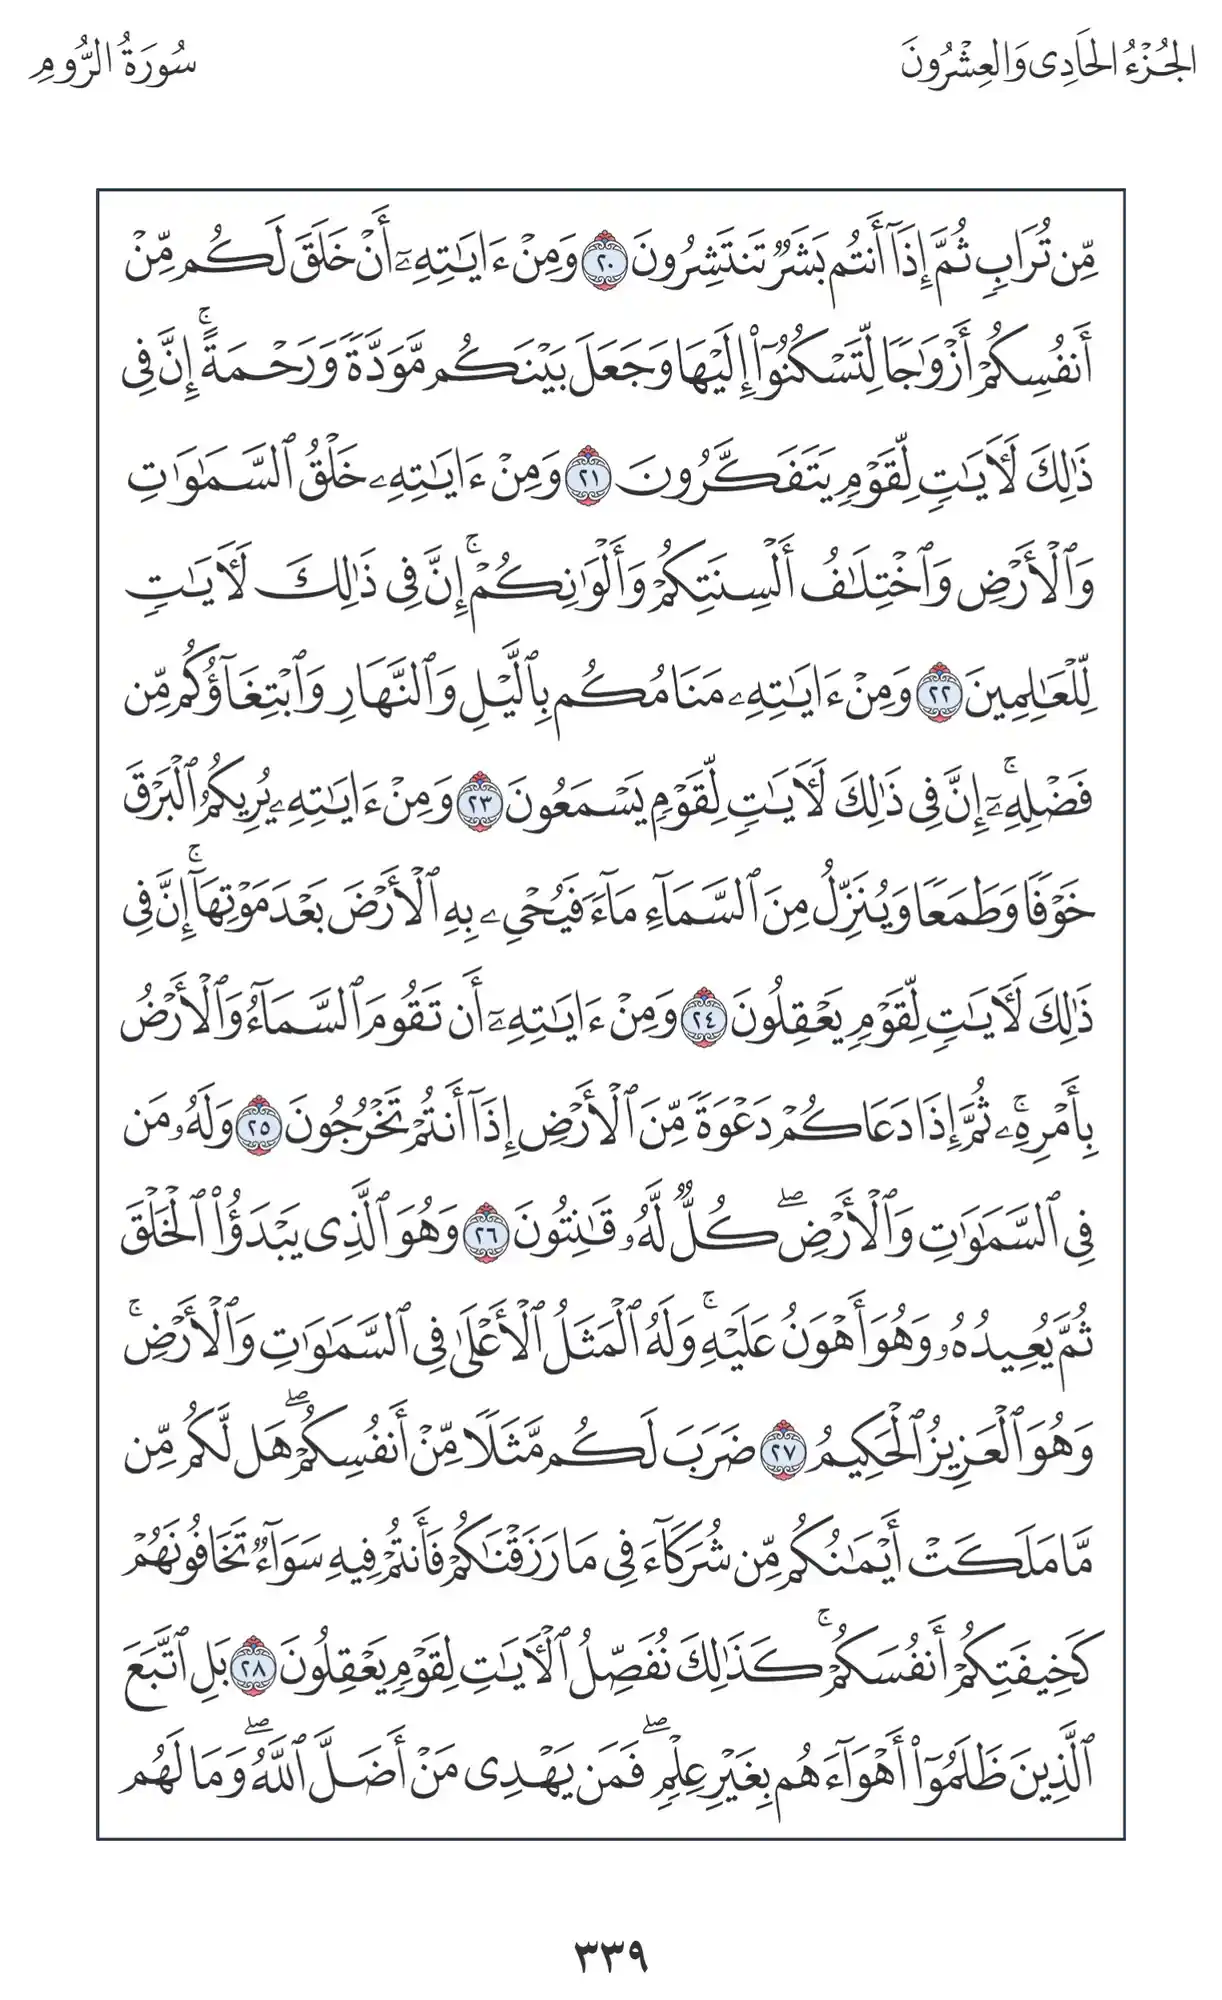 الجُزْءُ الحَادِى وَالعِشْرُونَ
سُورَةُ الرُّومِ
مِّن تُرَابٍ ثُمَّ إِذَآ أَنتُم بَشَرٌ تَنتَشِرُونَ ٢٠ وَمِنْ ءَايَـٰتِهِۦٓ أَنْ خَلَقَ لَكُم مِّنْ
أَنفُسِكُمْ أَزْوَٰجًا لِّتَسْكُنُوٓا۟ إِلَيْهَا وَجَعَلَ بَيْنَكُم مَّوَدَّةً وَرَحْمَةً ۚ إِنَّ فِى
ذَٰلِكَ لَـَٔايَـٰتٍ لِّقَوْمٍ يَتَفَكَّرُونَ ٢١ وَمِنْ ءَايَـٰتِهِۦ خَلْقُ ٱلسَّمَـٰوَٰتِ
وَٱلْأَرْضِ وَٱخْتِلَـٰفُ أَلْسِنَتِكُمْ وَأَلْوَٰنِكُمْ ۚ إِنَّ فِى ذَٰلِكَ لَـَٔايَـٰتٍ
لِّلْعَـٰلِمِينَ ٢٢ وَمِنْ ءَايَـٰتِهِۦ مَنَامُكُم بِٱلَّيْلِ وَٱلنَّهَارِ وَٱبْتِغَآؤُكُم مِّن
فَضْلِهِۦٓ ۚ إِنَّ فِى ذَٰلِكَ لَـَٔايَـٰتٍ لِّقَوْمٍ يَسْمَعُونَ ٢٣ وَمِنْ ءَايَـٰتِهِۦ يُرِيكُمُ ٱلْبَرْقَ
خَوْفًا وَطَمَعًا وَيُنَزِّلُ مِنَ ٱلسَّمَآءِ مَآءً فَيُحْىِۦ بِهِ ٱلْأَرْضَ بَعْدَ مَوْتِهَآ ۚ إِنَّ فِى
ذَٰلِكَ لَـَٔايَـٰتٍ لِّقَوْمٍ يَعْقِلُونَ ٢٤ وَمِنْ ءَايَـٰتِهِۦٓ أَن تَقُومَ ٱلسَّمَآءُ وَٱلْأَرْضُ
بِأَمْرِهِۦ ۚ ثُمَّ إِذَا دَعَاكُمْ دَعْوَةً مِّنَ ٱلْأَرْضِ إِذَآ أَنتُمْ تَخْرُجُونَ ٢٥ وَلَهُۥ مَن
فِى ٱلسَّمَـٰوَٰتِ وَٱلْأَرْضِ ۖ كُلٌّ لَّهُۥ قَـٰنِتُونَ ٢٦ وَهُوَ ٱلَّذِى يَبْدَؤُا۟ ٱلْخَلْقَ
ثُمَّ يُعِيدُهُۥ وَهُوَ أَهْوَنُ عَلَيْهِ ۚ وَلَهُ ٱلْمَثَلُ ٱلْأَعْلَىٰ فِى ٱلسَّمَـٰوَٰتِ وَٱلْأَرْضِ ۚ
وَهُوَ ٱلْعَزِيزُ ٱلْحَكِيمُ ٢٧ ضَرَبَ لَكُم مَّثَلًا مِّنْ أَنفُسِكُمْ ۖ هَل لَّكُم مِّن
مَّا مَلَكَتْ أَيْمَـٰنُكُم مِّن شُرَكَآءَ فِى مَا رَزَقْنَـٰكُمْ فَأَنتُمْ فِيهِ سَوَآءٌ تَخَافُونَهُمْ
كَخِيفَتِكُمْ أَنفُسَكُمْ ۚ كَذَٰلِكَ نُفَصِّلُ ٱلْـَٔايَـٰتِ لِقَوْمٍ يَعْقِلُونَ ٢٨ بَلِ ٱتَّبَعَ
ٱلَّذِينَ ظَلَمُوٓا۟ أَهْوَآءَهُم بِغَيْرِ عِلْمٍ ۖ فَمَن يَهْدِى مَنْ أَضَلَّ ٱللَّهُ ۖ وَمَا لَهُم
٣٣٩